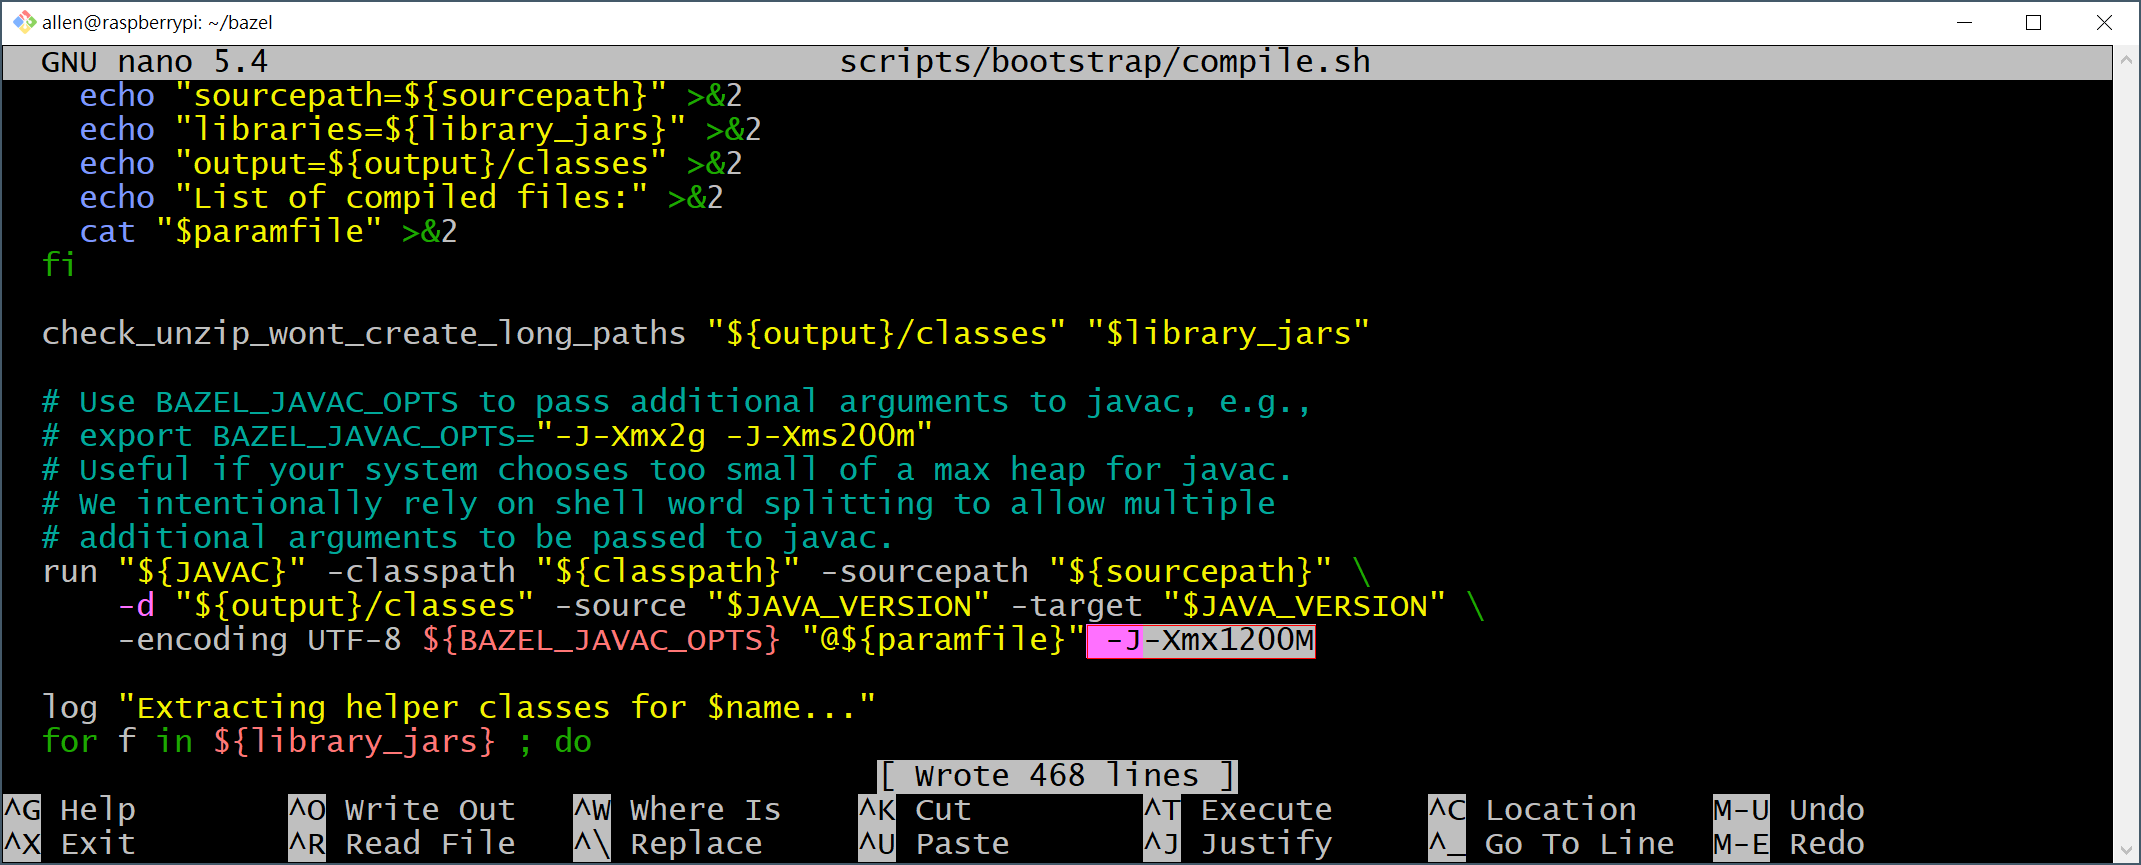 allen@raspberrypi: ~/bazel
GNU nano 5.4 scripts/bootstrap/compile.sh
echo "sourcepath=${sourcepath}" >&2
echo "libraries=${library_jars}" >&2
echo "output=${output}/classes" >&2
echo "List of compiled files:" >&2
cat "$paramfile" >&2
fi
check_unzip_wont_create_long_paths "${output}/classes" "$library_jars"
# Use BAZEL_JAVAC_OPTS to pass additional arguments to javac, e.g.,
# export BAZEL_JAVAC_OPTS="-J-Xmx2g -J-Xms200m"
# Useful if your system chooses too small of a max heap for javac.
# We intentionally rely on shell word splitting to allow multiple
# additional arguments to be passed to javac.
run "${JAVAC}" -classpath "${classpath}" -sourcepath "${sourcepath}" \
-d "${output}/classes" -source "$JAVA_VERSION" -target "$JAVA_VERSION" \
-encoding UTF-8 ${BAZEL_JAVAC_OPTS} "@${paramfile}" -J-Xmx1200M
log "Extracting helper classes for $name..."
for f in ${library_jars} ; do
[ Wrote 468 lines ]
^G Help ^O Write Out ^W Where Is ^K Cut ^T Execute ^C Location M-U Undo
^X Exit ^R Read File ^\ Replace ^U Paste ^J Justify ^_ Go To Line M-E Redo